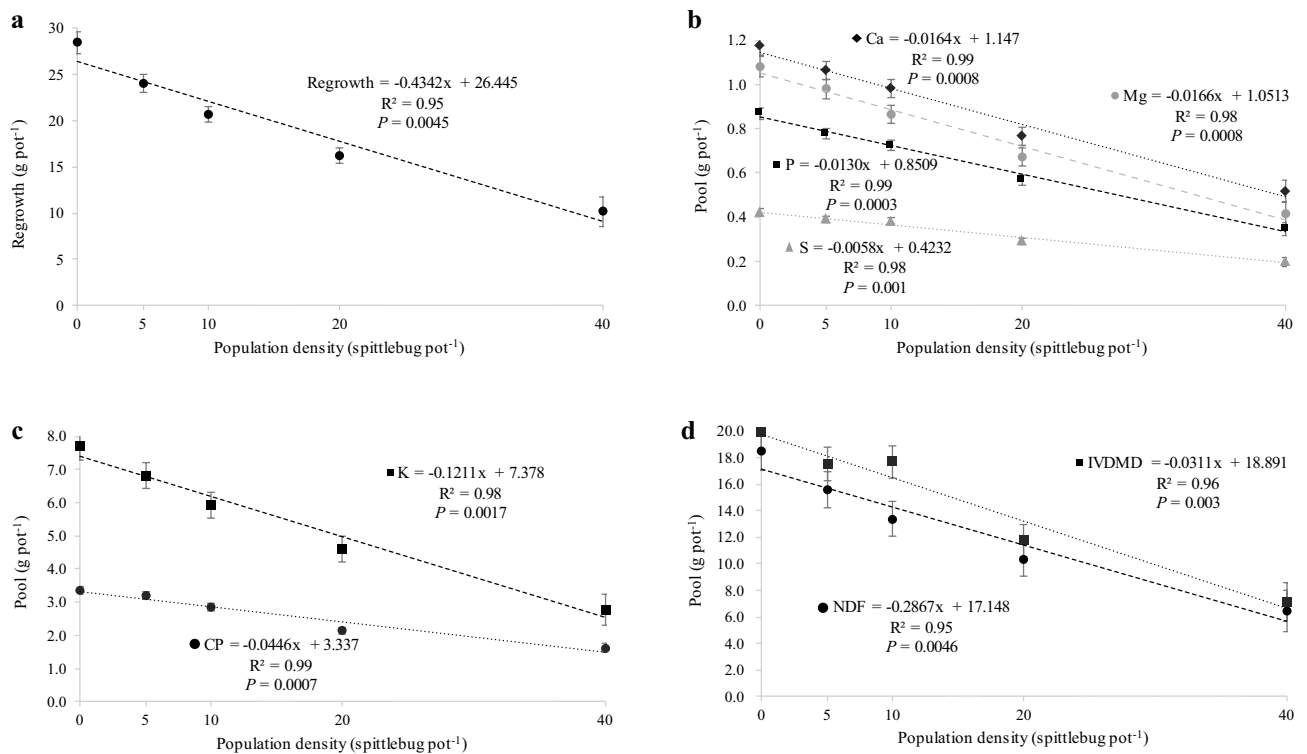 a
30
25
20
15
10
5
0
Regrowth (g pot⁻¹)
Regrowth = -0.4342x + 26.445
R² = 0.95
P = 0.0045
0 5 10 20 40
Population density (spittlebug pot⁻¹)
b
1.2
1.0
0.8
0.6
0.4
0.2
0.0
Pool (g pot⁻¹)
Ca = -0.0164x + 1.147
R² = 0.99
P = 0.0008
Mg = -0.0166x + 1.0513
R² = 0.98
P = 0.0008
P = -0.0130x + 0.8509
R² = 0.99
P = 0.0003
S = -0.0058x + 0.4232
R² = 0.98
P = 0.001
0 5 10 20 40
Population density (spittlebug pot⁻¹)
c
8.0
7.0
6.0
5.0
4.0
3.0
2.0
1.0
0.0
Pool (g pot⁻¹)
K = -0.1211x + 7.378
R² = 0.98
P = 0.0017
CP = -0.0446x + 3.337
R² = 0.99
P = 0.0007
0 5 10 20 40
Population density (spittlebug pot⁻¹)
d
20.0
18.0
16.0
14.0
12.0
10.0
8.0
6.0
4.0
2.0
0.0
Pool (g pot⁻¹)
IVDMD = -0.0311x + 18.891
R² = 0.96
P = 0.003
NDF = -0.2867x + 17.148
R² = 0.95
P = 0.0046
0 5 10 20 40
Population density (spittlebug pot⁻¹)